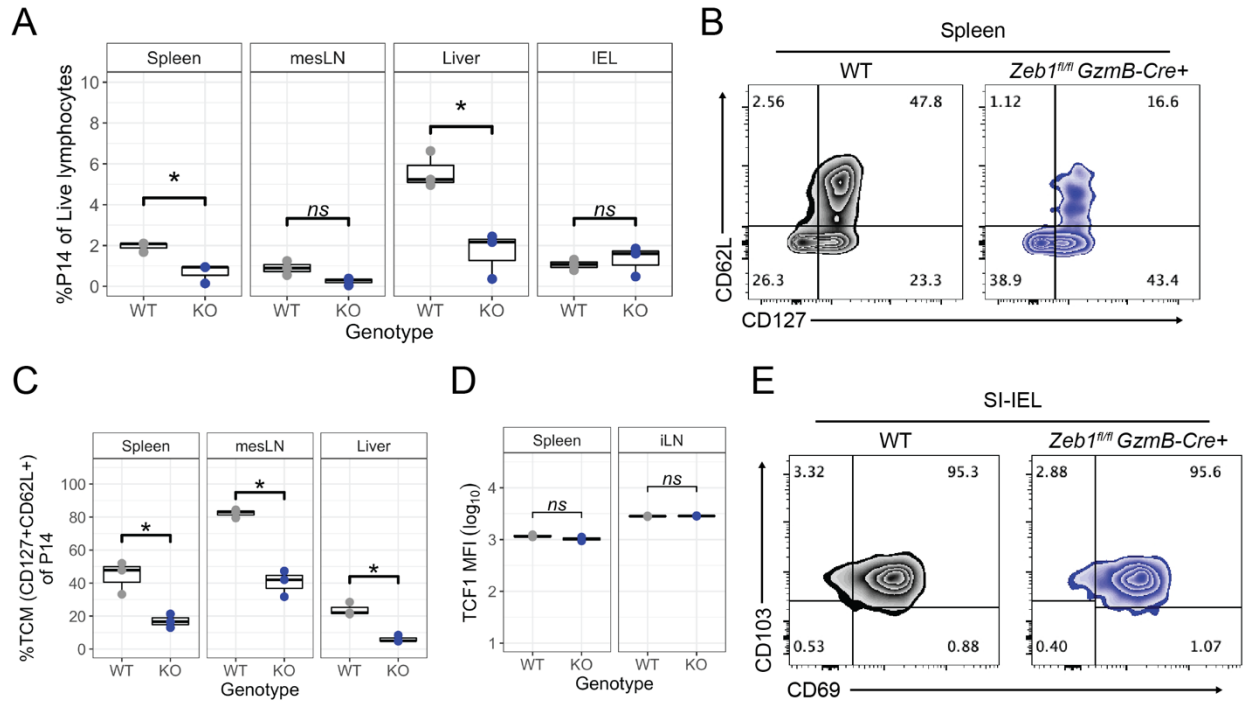 A
Spleen
mesLN
Liver
IEL
%P14 of Live lymphocytes
10
8
6
4
2
0
*
ns
*
ns
WT
KO
WT
KO
WT
KO
WT
KO
Genotype
B
Spleen
WT
Zeb1fl/fl GzmB-Cre+
2.56
47.8
26.3
23.3
1.12
16.6
38.9
43.4
CD62L
CD127
C
Spleen
mesLN
Liver
%TCM (CD127+CD62L+)
of P14
100
80
60
40
20
0
*
*
*
WT
KO
WT
KO
WT
KO
Genotype
D
Spleen
iLN
TCF1 MFI (log10)
4
3
2
1
ns
ns
WT
KO
WT
KO
Genotype
E
SI-IEL
WT
Zeb1fl/fl GzmB-Cre+
3.32
95.3
0.53
0.88
2.88
95.6
0.40
1.07
CD103
CD69